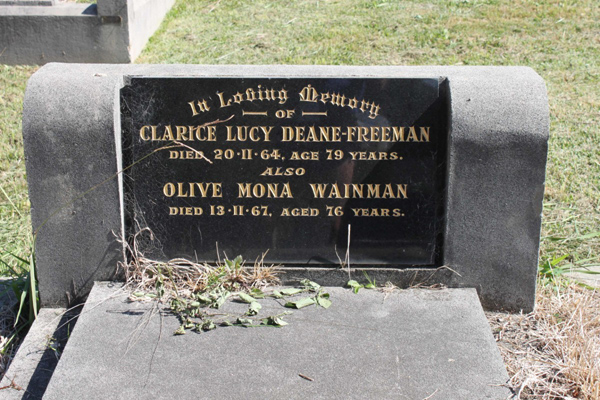 In Loving Memory
OF
CLARICE LUCY DEANE-FREEMAN
DIED 20·11·64, AGE 79 YEARS.
ALSO
OLIVE MONA WAINMAN
DIED 13·11·67, AGED 76 YEARS.